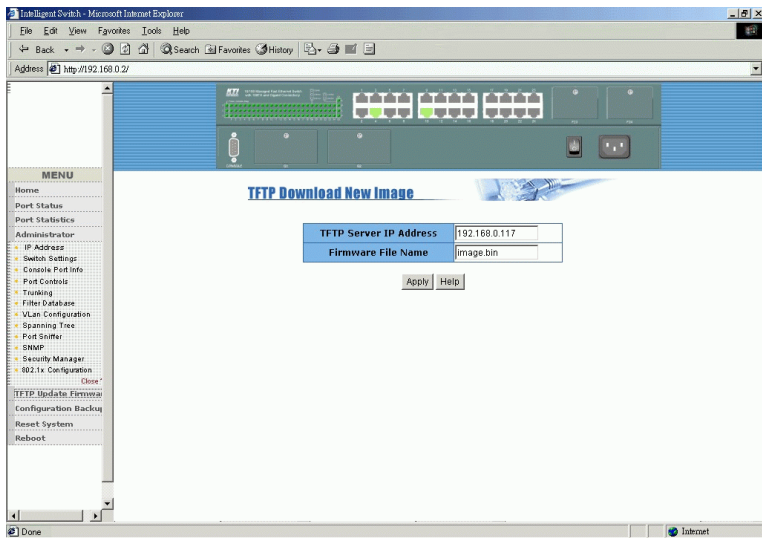 Intelligent Switch - Microsoft Internet Explorer
File Edit View Favorites Tools Help
Back Search Favorites History
Address http://192.168.0.2/
MENU
Home
Port Status
Port Statistics
Administrator
IP Address
Switch Settings
Console Port Info
Port Controls
Trunking
Filter Database
VLan Configuration
Spanning Tree
Port Sniffer
SNMP
Security Manager
802.1x Configuration
Close
TFTP Update Firmwa
Configuration Backup
Reset System
Reboot
KTI
CONSOLE
TFTP Download New Image
TFTP Server IP Address 192.168.0.117
Firmware File Name image.bin
Apply Help
Done Internet